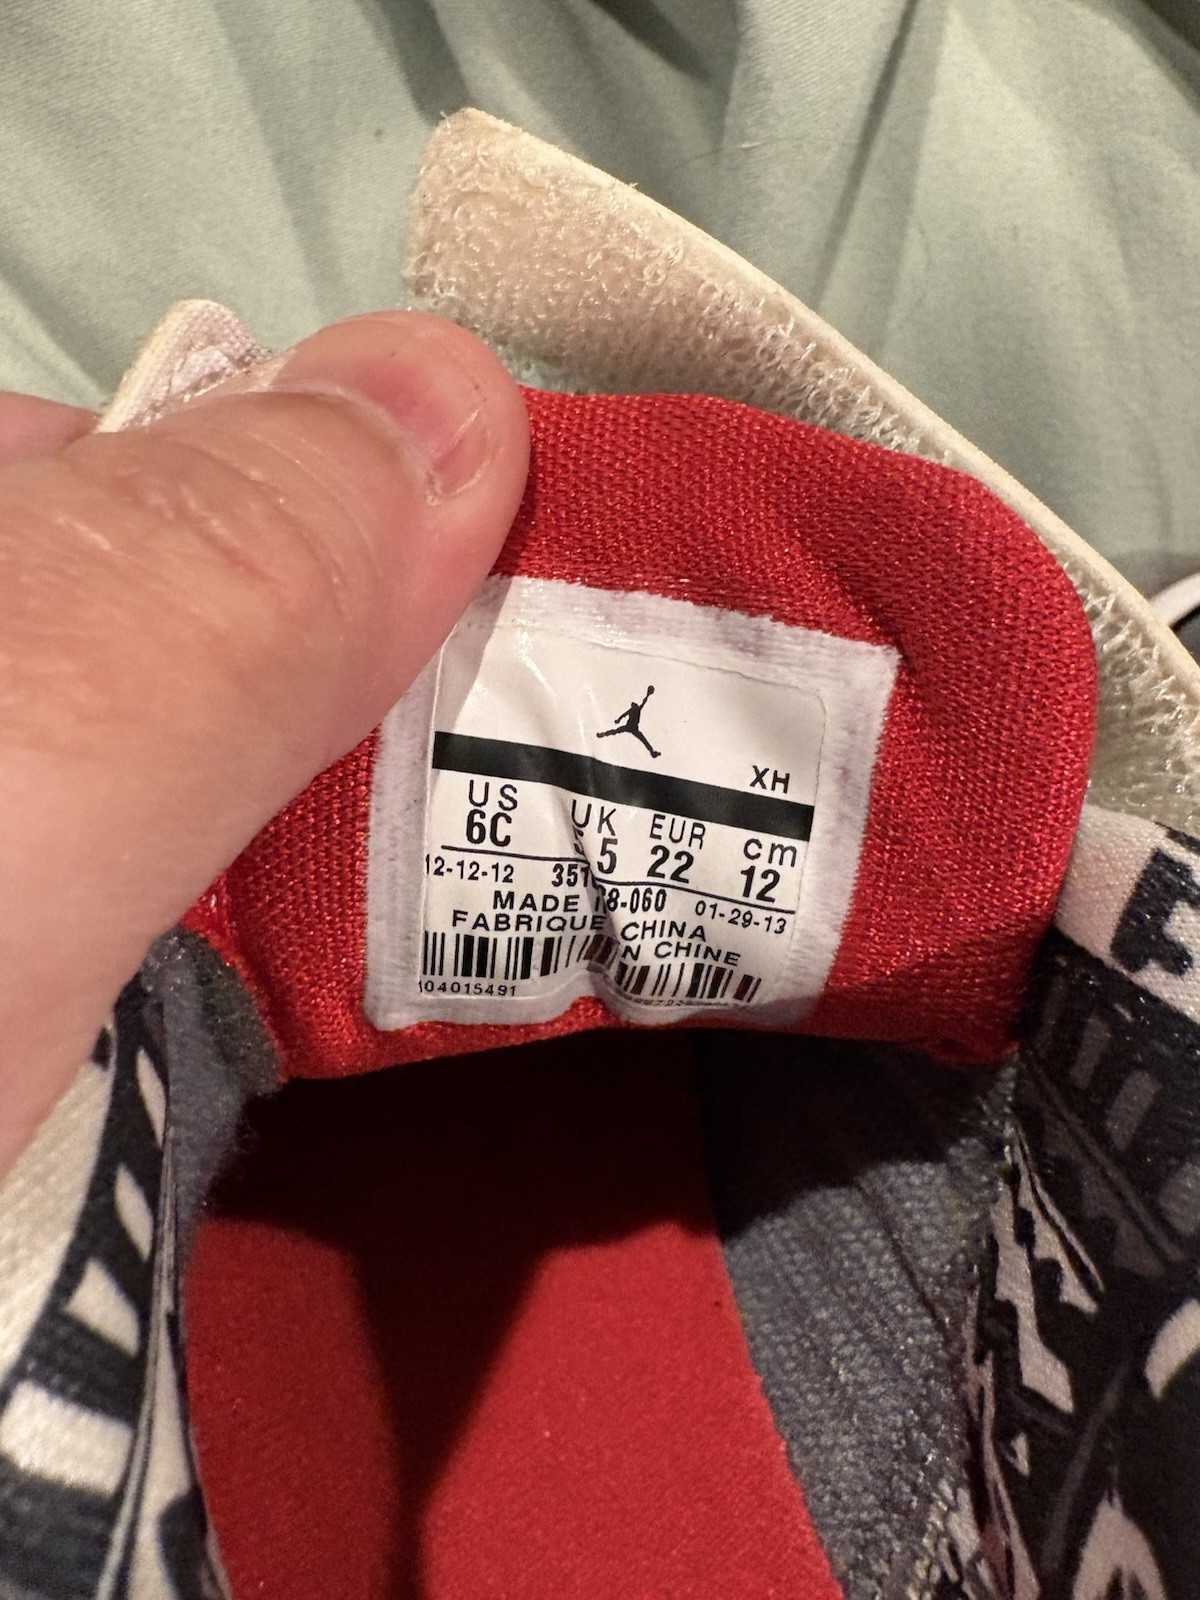 XH
US UK EUR cm
6C 5 22 12
12-12-12 01-29-13
MADE CHINA
FABRIQUE CHINE